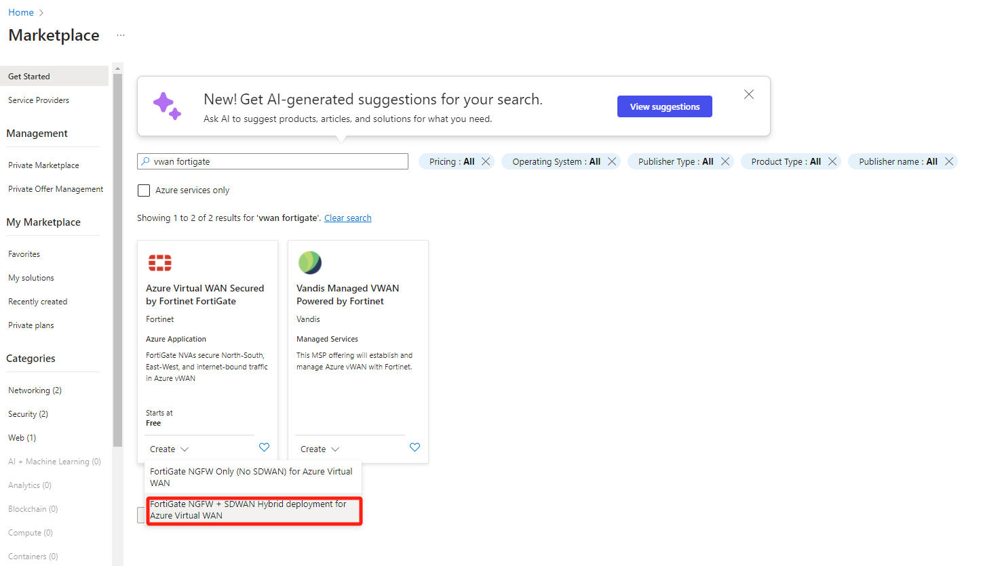 Home
Marketplace
...
Get Started
Service Providers
Management
Private Marketplace
Private Offer Management
My Marketplace
Favorites
My solutions
Recently created
Private plans
Categories
Networking (2)
Security (2)
Web (1)
AI + Machine Learning (0)
Analytics (0)
Blockchain (0)
Compute (0)
Containers (0)
New! Get AI-generated suggestions for your search.
Ask AI to suggest products, articles, and solutions for what you need.
View suggestions
vwan fortigate
Pricing : All
Operating System : All
Publisher Type : All
Product Type : All
Publisher name : All
Azure services only
Showing 1 to 2 of 2 results for 'vwan fortigate'. Clear search
Azure Virtual WAN Secured
by Fortinet FortiGate
Fortinet
Azure Application
FortiGate NVAs secure North-South,
East-West, and internet-bound traffic
in Azure vWAN
Starts at
Free
Create
Vandis Managed VWAN
Powered by Fortinet
Vandis
Managed Services
This MSP offering will establish and
manage Azure vWAN with Fortinet.
Create
FortiGate NGFW Only (No SDWAN) for Azure Virtual
WAN
FortiGate NGFW + SDWAN Hybrid deployment for
Azure Virtual WAN